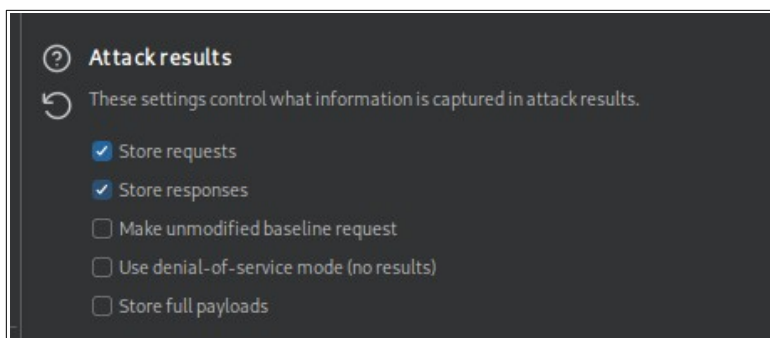 Attack results
These settings control what information is captured in attack results.
Store requests
Store responses
Make unmodified baseline request
Use denial-of-service mode (no results)
Store full payloads